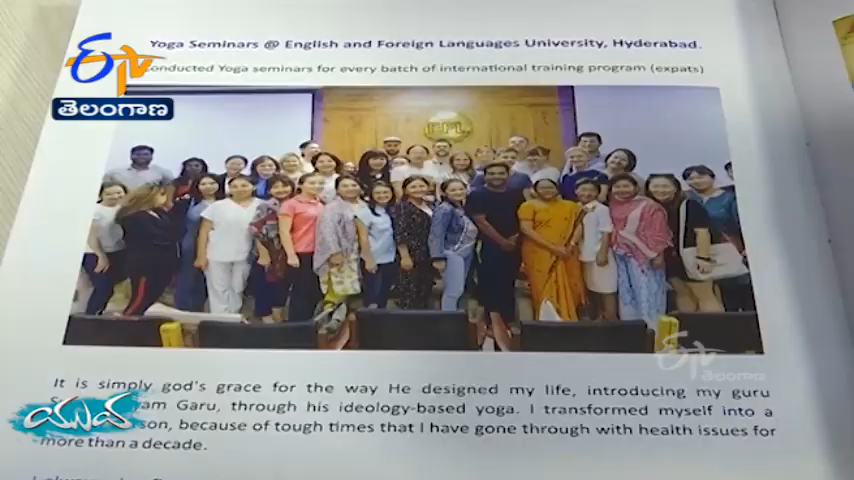 Yoga Seminars @ English and Foreign Languages University, Hyderabad.
ETV
conducted Yoga seminars for every batch of international training program (expats)
తెలంగాణ
ETV
తెలంగాణ
It is simply god's grace for the way He designed my life, introducing my guru
Garu, through his ideology-based yoga. I transformed myself into a
because of tough times that I have gone through with health issues for
యువ
more than a decade.